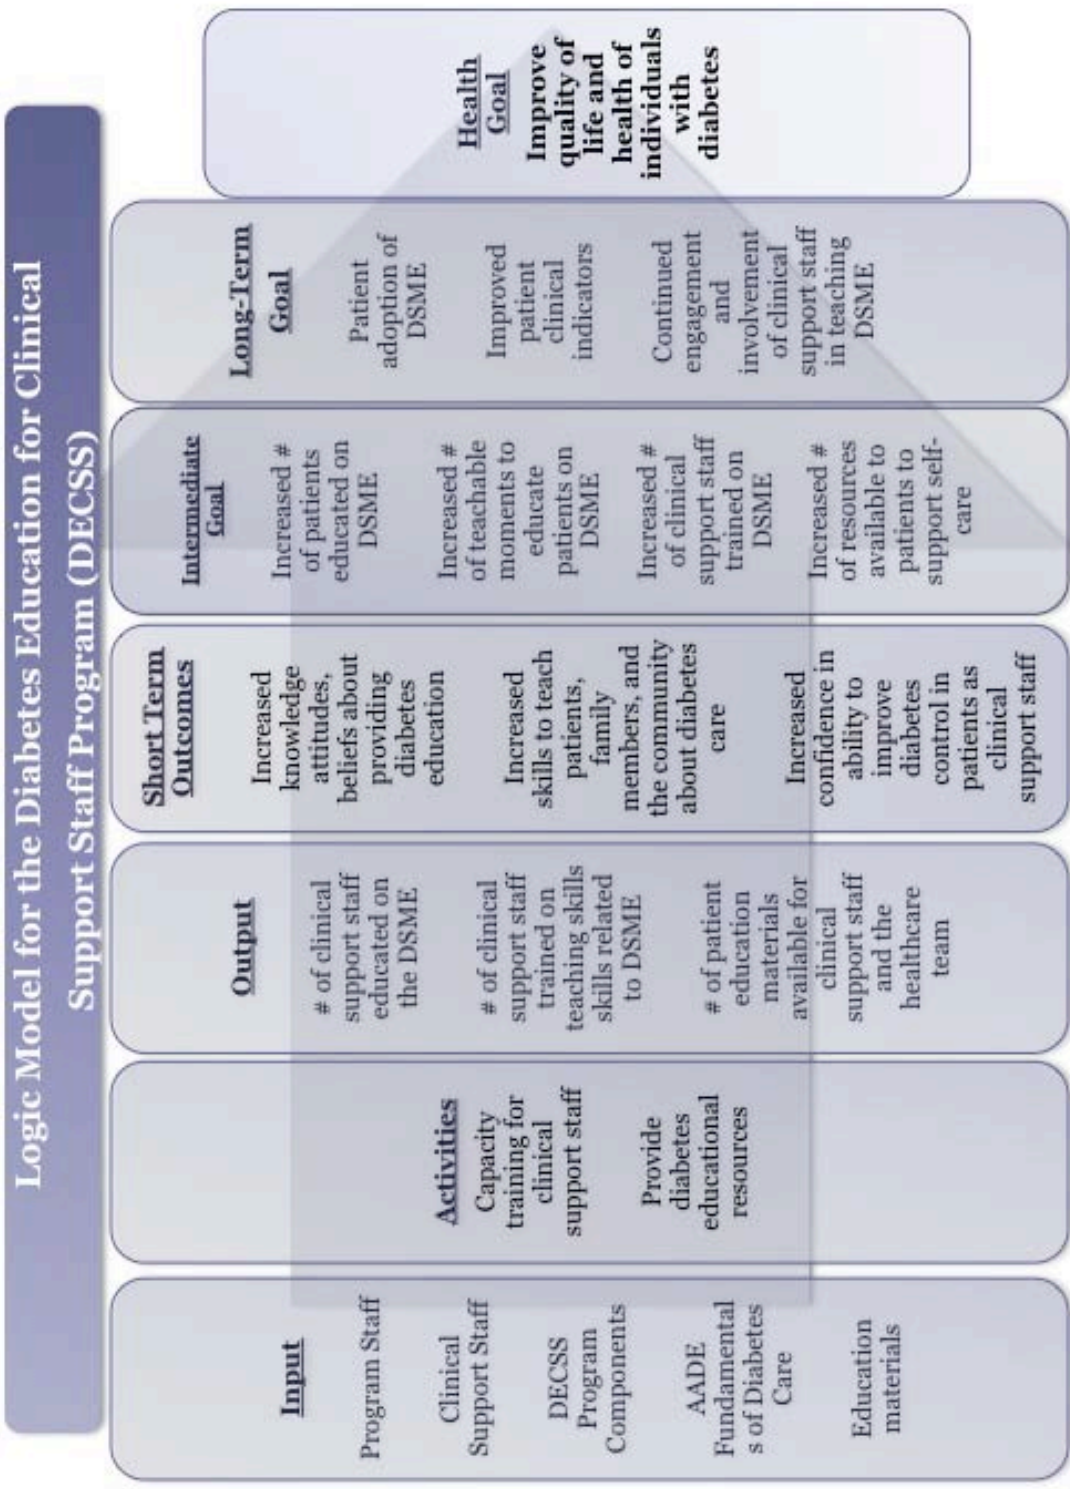 Logic Model for the Diabetes Education for Clinical
Support Staff Program (DECSS)
Input
Program Staff
Clinical
Support Staff
DECSS
Program
Components
AADE
Fundamental
s of Diabetes
Care
Education
materials
Activities
Capacity
training for
clinical
support staff
Provide
diabetes
educational
resources
Output
# of clinical
support staff
educated on
the DSME
# of clinical
support staff
trained on
teaching skills
skills related
to DSME
# of patient
education
materials
available for
clinical
support staff
and the
healthcare
team
Short Term
Outcomes
Increased
knowledge
attitudes,
beliefs about
providing
diabetes
education
Increased
skills to teach
patients,
family
members, and
the community
about diabetes
care
Increased
confidence in
ability to
improve
diabetes
control in
patients as
clinical
support staff
Intermediate
Goal
Increased #
of patients
educated on
DSME
Increased #
of teachable
moments to
educate
patients on
DSME
Increased #
of clinical
support staff
trained on
DSME
Increased #
of resources
available to
patients to
support self-
care
Long-Term
Goal
Patient
adoption of
DSME
Improved
patient
clinical
indicators
Continued
engagement
and
involvement
of clinical
support staff
in teaching
DSME
Health
Goal
Improve
quality of
life and
health of
individuals
with
diabetes